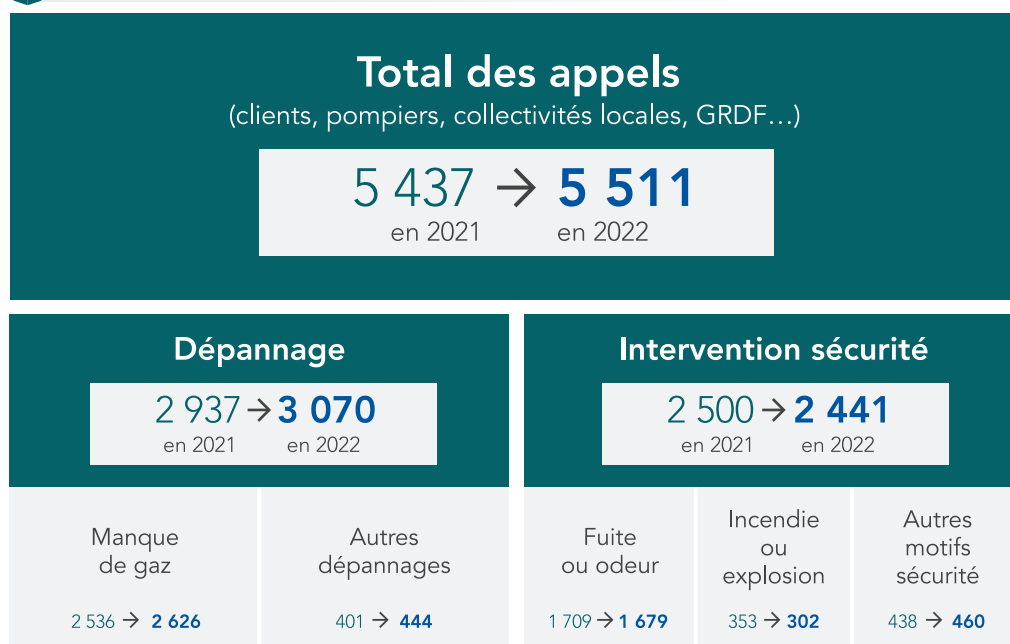 Total des appels
(clients, pompiers, collectivités locales, GRDF...)
5 437 → 5 511
en 2021 en 2022
Dépannage
2 937 → 3 070
en 2021 en 2022
Manque
de gaz
2 536 → 2 626
Autres
dépannages
401 → 444
Intervention sécurité
2 500 → 2 441
en 2021 en 2022
Fuite
ou odeur
1 709 → 1 679
Incendie
ou
explosion
353 → 302
Autres
motifs
sécurité
438 → 460